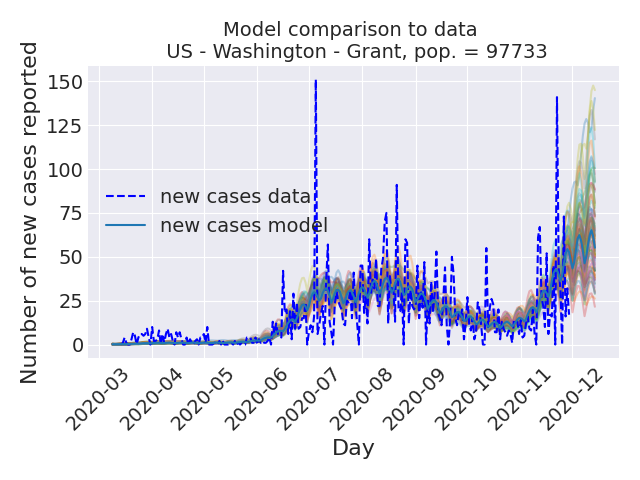 Model comparison to data
US - Washington - Grant, pop. = 97733
Number of new cases reported
150
125
100
75
50
25
0
new cases data
new cases model
2020-03
2020-04
2020-05
2020-06
2020-07
2020-08
2020-09
2020-10
2020-11
2020-12
Day